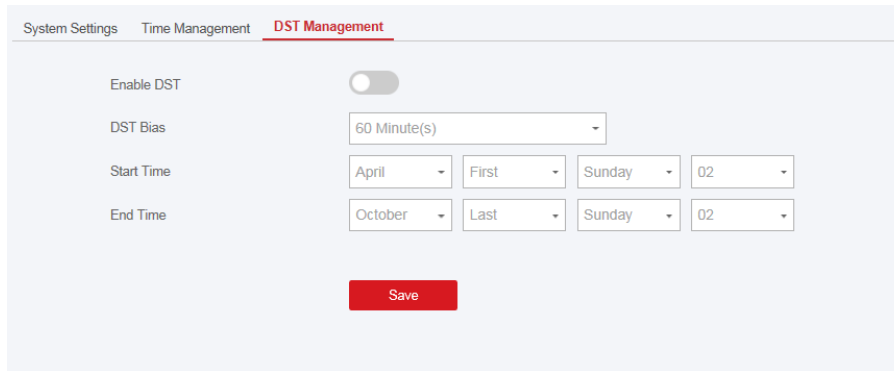 System Settings Time Management DST Management
Enable DST
DST Bias 60 Minute(s)
Start Time April First Sunday 02
End Time October Last Sunday 02
Save